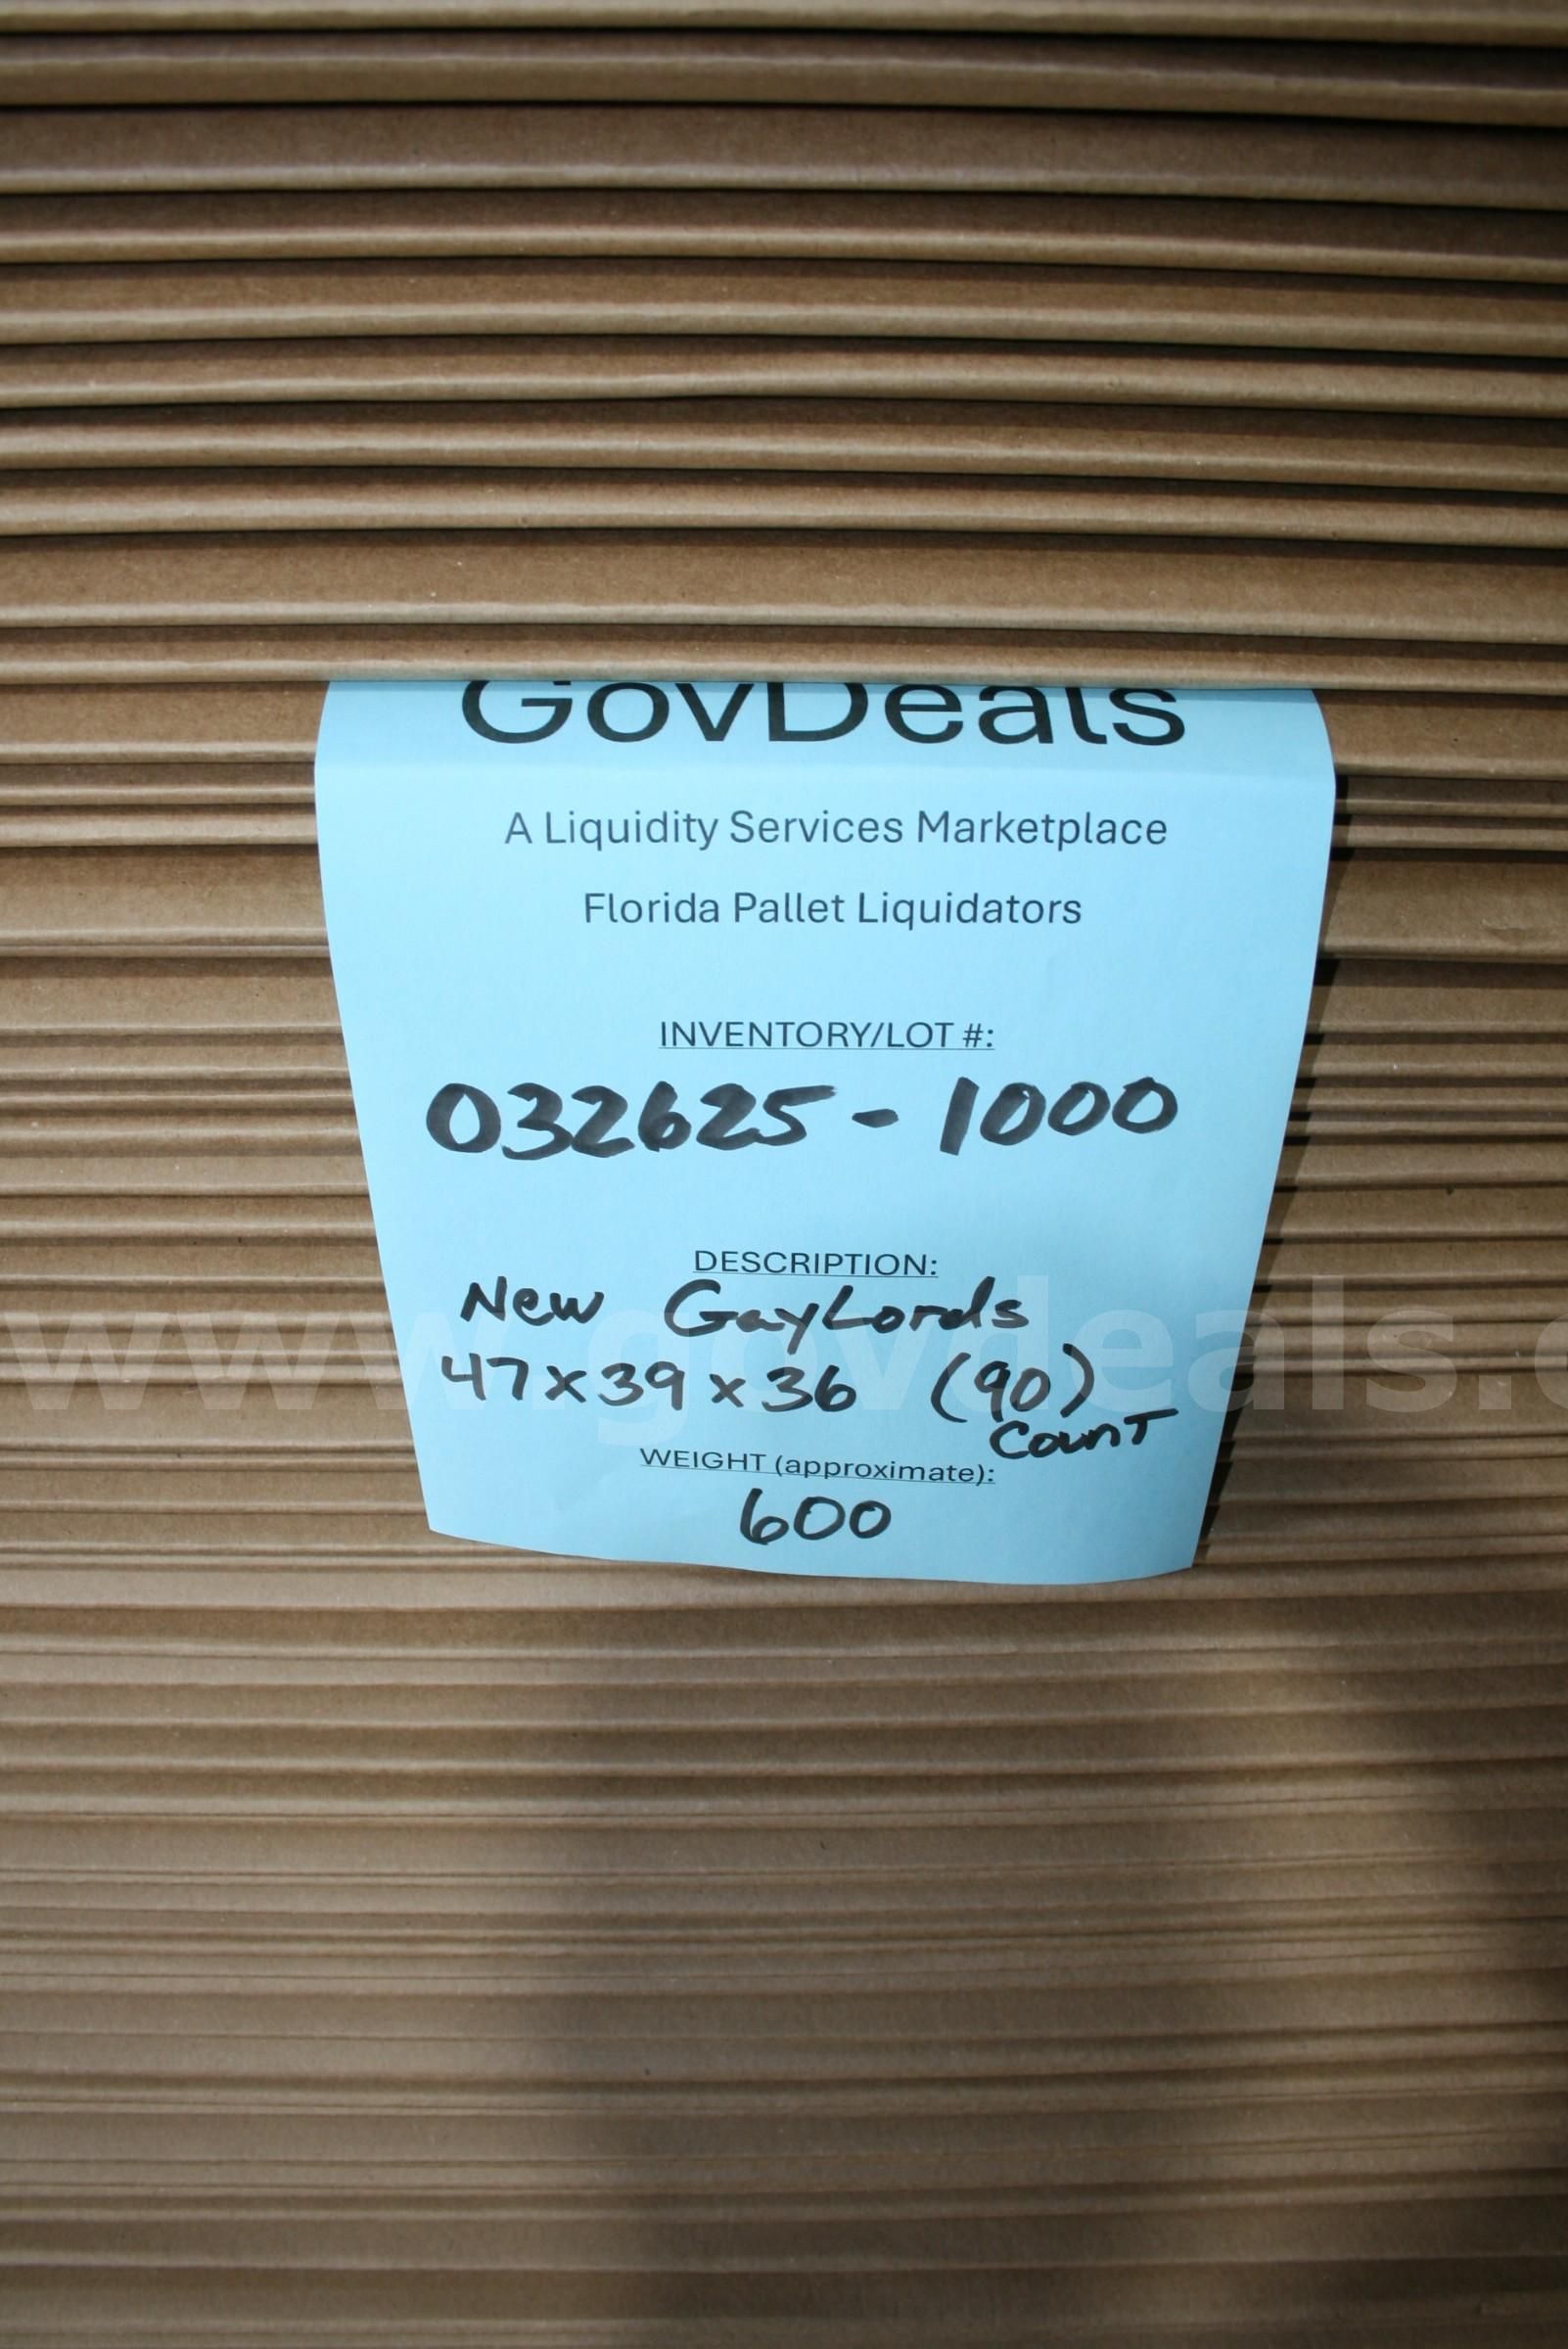 GovDeals
A Liquidity Services Marketplace
Florida Pallet Liquidators
INVENTORY/LOT #:
032625-1000
DESCRIPTION:
New GayLords
47x39x36 (90)
Count
WEIGHT (approximate):
600
www.govdeals.c